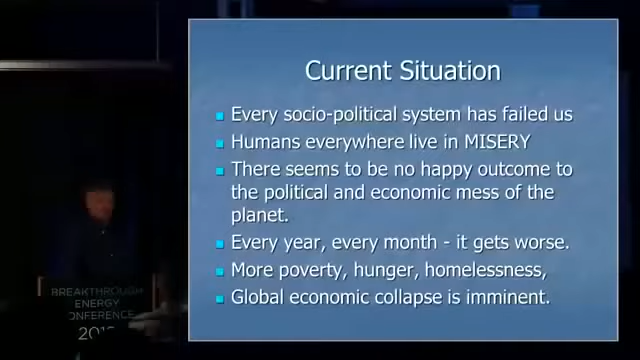 Current Situation
Every socio-political system has failed us
Humans everywhere live in MISERY
There seems to be no happy outcome to
the political and economic mess of the
planet.
Every year, every month - it gets worse.
More poverty, hunger, homelessness,
Global economic collapse is imminent.
BREAKTHROUGH
ENERGY
CONFERENCE